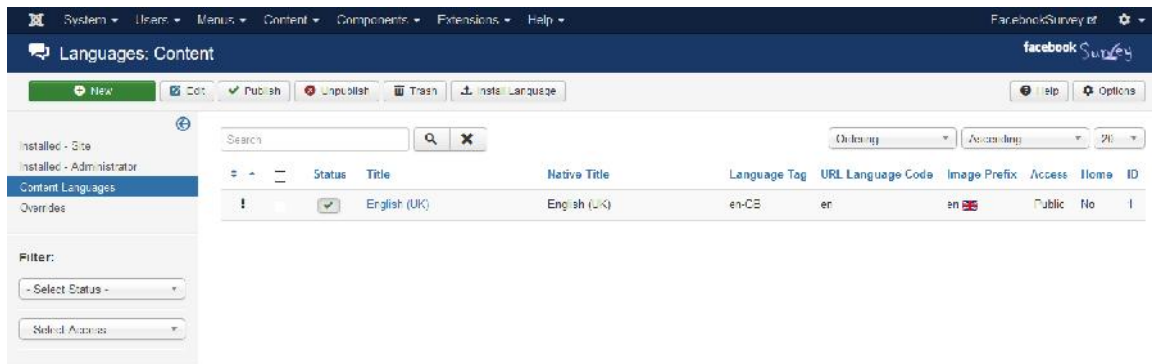 System Users Menus Content Components Extensions Help FacebookSurvey
Languages: Content facebook Survey
New Edit Publish Unpublish Trash Install Language Help Options
Installed - Site
Installed - Administrator
Content Languages
Overrides
Search Ordering Ascending 20
Status Title Native Title Language Tag URL Language Code Image Prefix Access Home ID
English (UK) English (UK) en-GB en en Public No 1
Filter:
- Select Status -
- Select Access -